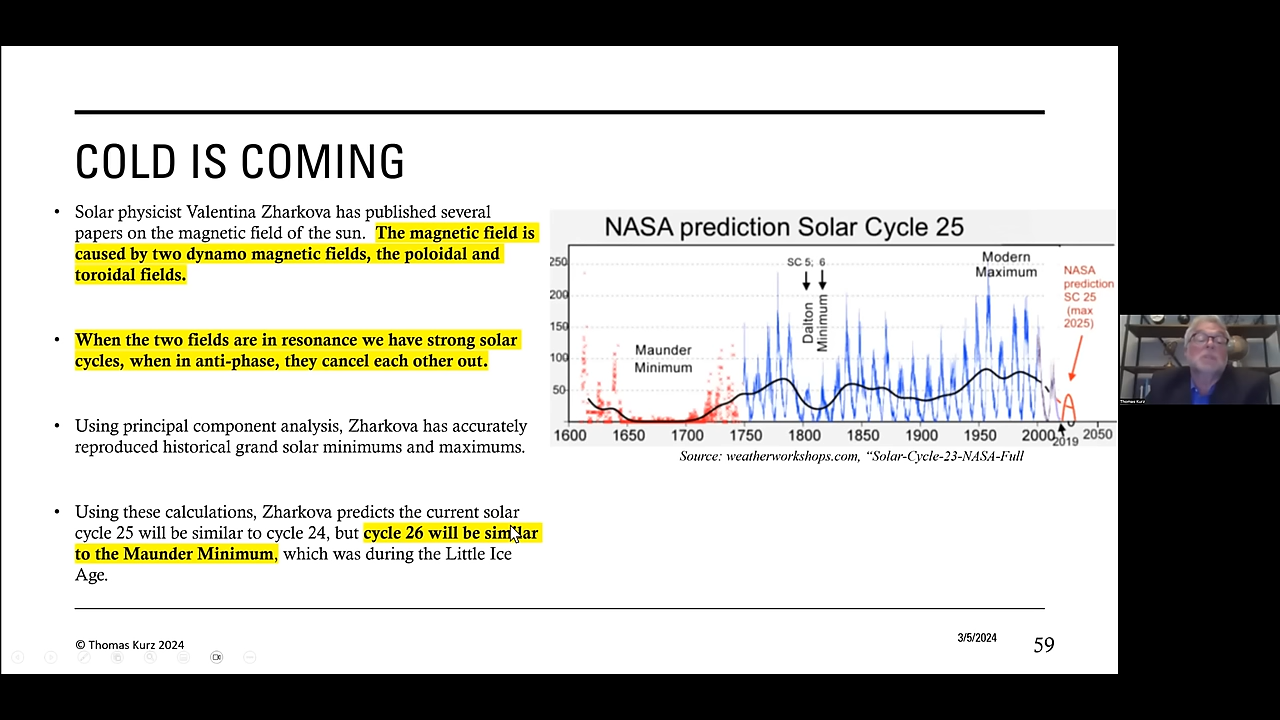 COLD IS COMING
• Solar physicist Valentina Zharkova has published several
papers on the magnetic field of the sun. The magnetic field is
caused by two dynamo magnetic fields, the poloidal and
toroidal fields.
• When the two fields are in resonance we have strong solar
cycles, when in anti-phase, they cancel each other out.
• Using principal component analysis, Zharkova has accurately
reproduced historical grand solar minimums and maximums.
• Using these calculations, Zharkova predicts the current solar
cycle 25 will be similar to cycle 24, but cycle 26 will be similar
to the Maunder Minimum, which was during the Little Ice
Age.
NASA prediction Solar Cycle 25
250
200
150
100
50
0
SC 5; 6
Dalton
Minimum
Maunder
Minimum
Modern
Maximum
NASA
prediction
SC 25
(max
2025)
1600 1650 1700 1750 1800 1850 1900 1950 2000 2019 2050
Source: weatherworkshops.com, “Solar-Cycle-23-NASA-Full
© Thomas Kurz 2024
3/5/2024
59
Thomas Kurz